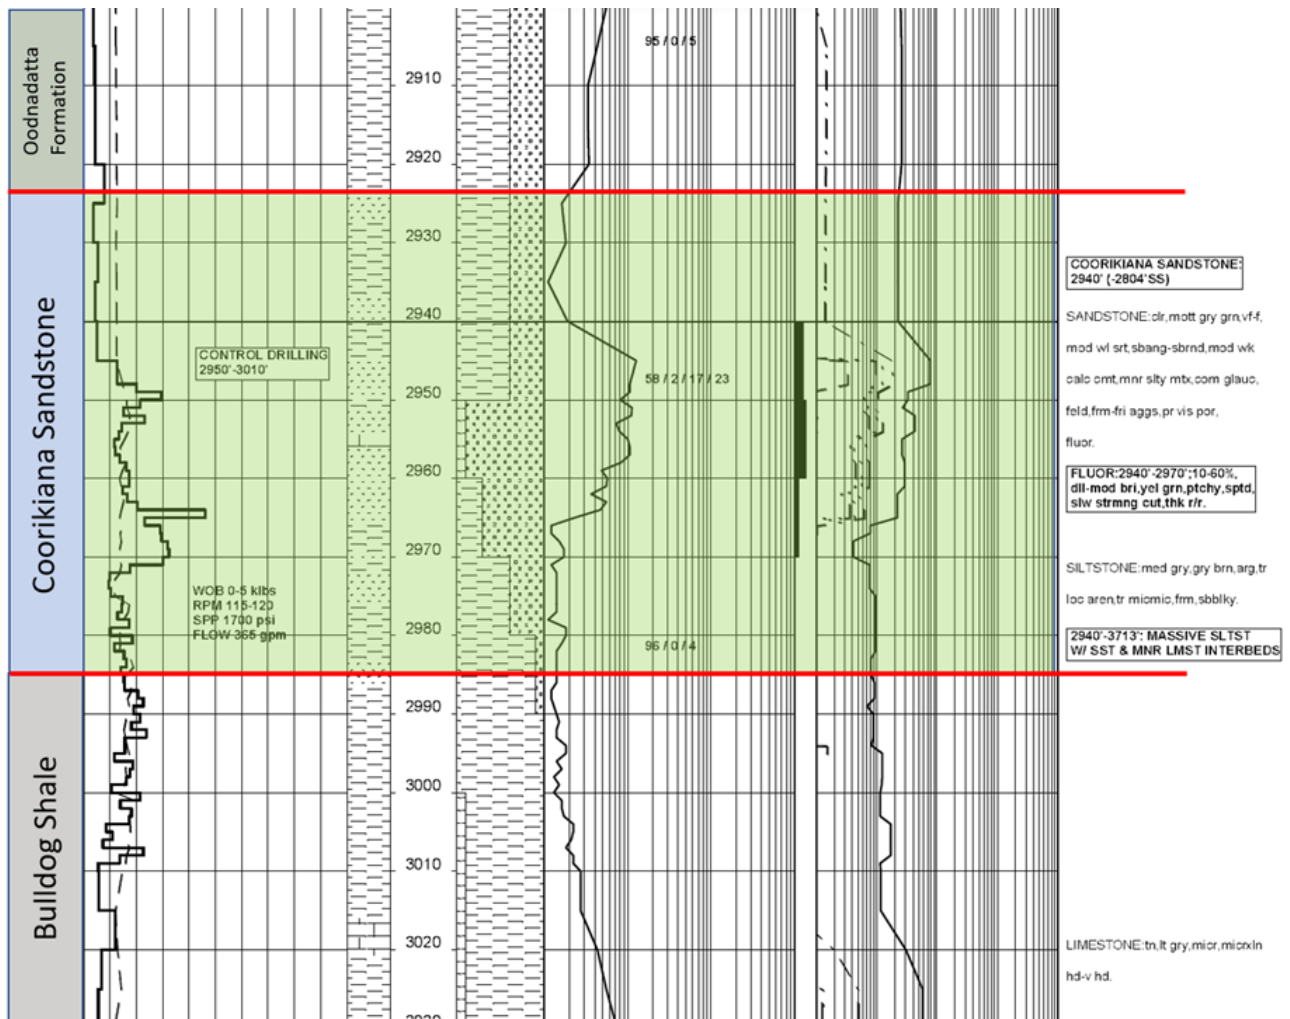 Oodnadatta
Formation
Coorikiana Sandstone
Bulldog Shale
2910
2920
2930
2940
2950
2960
2970
2980
2990
3000
3010
3020
CONTROL DRILLING
2950'-3010'
WOB 0-5 klbs
RPM 115-120
SPP 1700 psi
FLOW 365 gpm
95 / 0 / 5
58 / 2 / 17 / 23
96 / 0 / 4
COORIKIANA SANDSTONE:
2940' (-2804'SS)
SANDSTONE:clr,mott gry grn,vf-f,
mod wl srt,sbang-sbrnd,mod wk
calc cmt,mnr slty mtx,com glauc,
feld,frm-fri aggs,pr vis por,
fluor.
FLUOR:2940'-2970';10-60%,
dll-mod bri,yel grn,ptchy,sptd,
slw strmng cut,thk r/r.
SILTSTONE:med gry,gry brn,arg,tr
loc aren,tr micmic,frm,sbblky.
2940'-3713': MASSIVE SLTST
W/ SST & MNR LMST INTERBEDS
LIMESTONE:tn,lt gry,micr,micrxln
hd-v hd.